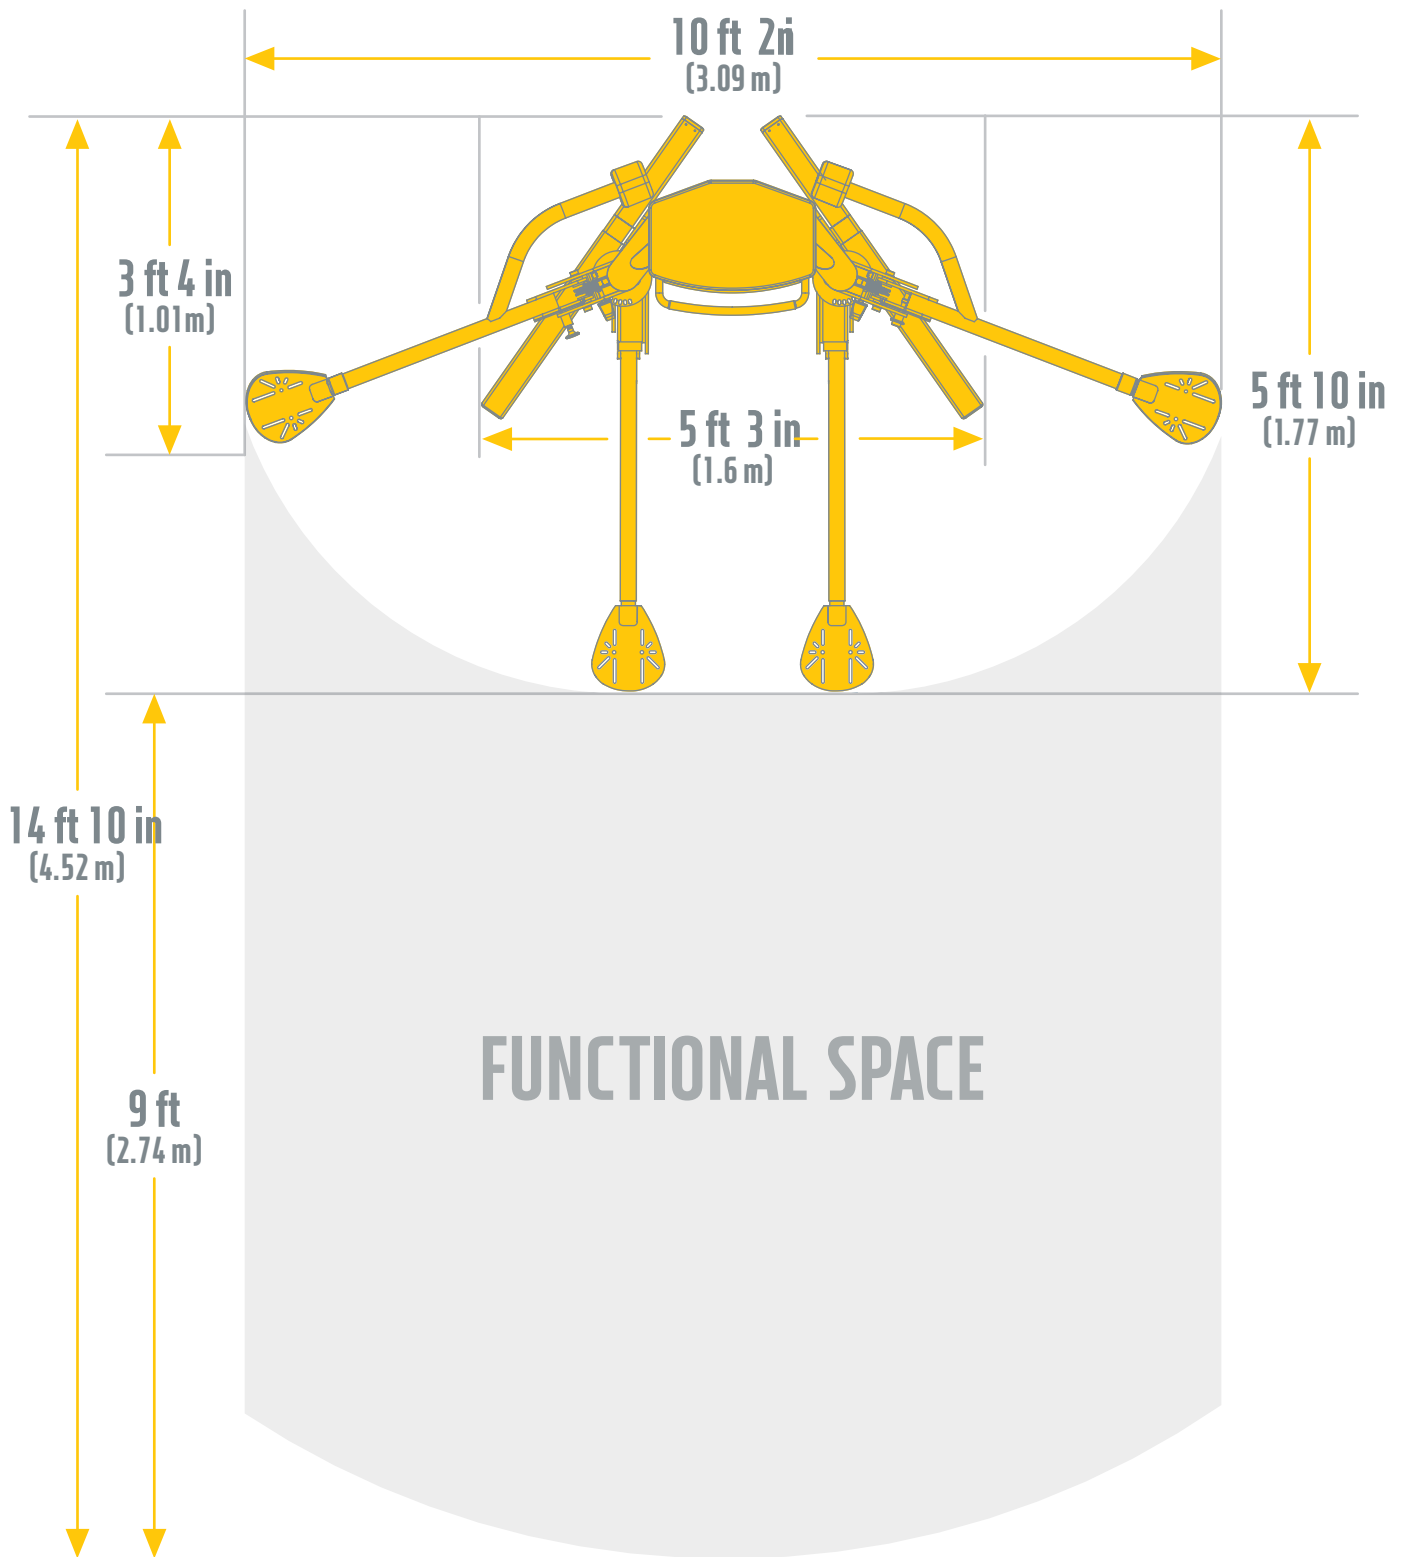 10 ft 2in
(3.09 m)
3 ft 4 in
(1.01m)
5 ft 10 in
(1.77 m)
5 ft 3 in
(1.6 m)
14 ft 10 in
(4.52 m)
FUNCTIONAL SPACE
9 ft
(2.74 m)